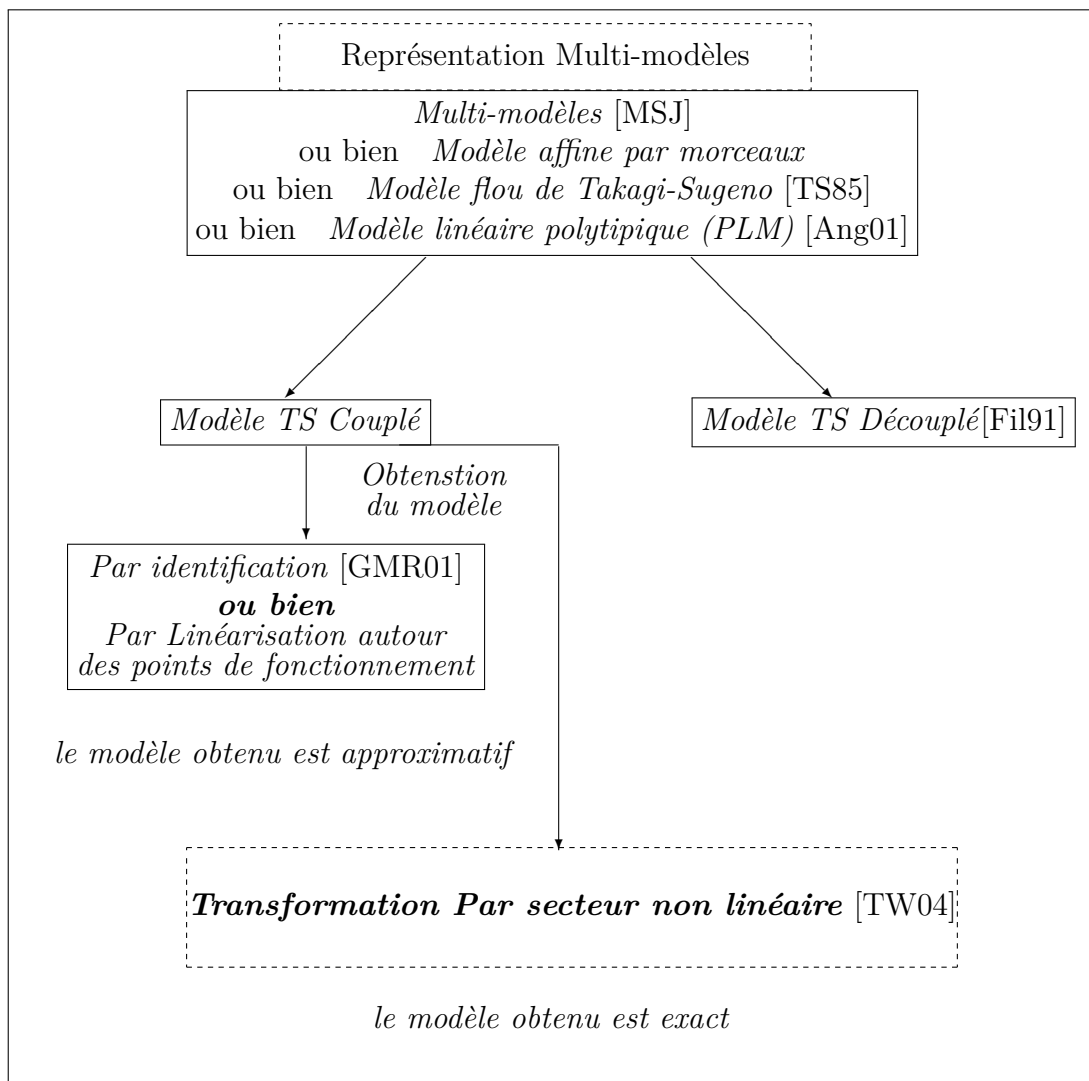 Représentation Multi-modèles
Multi-modèles [MSJ]
ou bien Modèle affine par morceaux
ou bien Modèle flou de Takagi-Sugeno [TS85]
ou bien Modèle linéaire polytipique (PLM) [Ang01]
Modèle TS Couplé
Modèle TS Découplé[Fil91]
Obtenstion
du modèle
Par identification [GMR01]
ou bien
Par Linéarisation autour
des points de fonctionnement
le modèle obtenu est approximatif
Transformation Par secteur non linéaire [TW04]
le modèle obtenu est exact